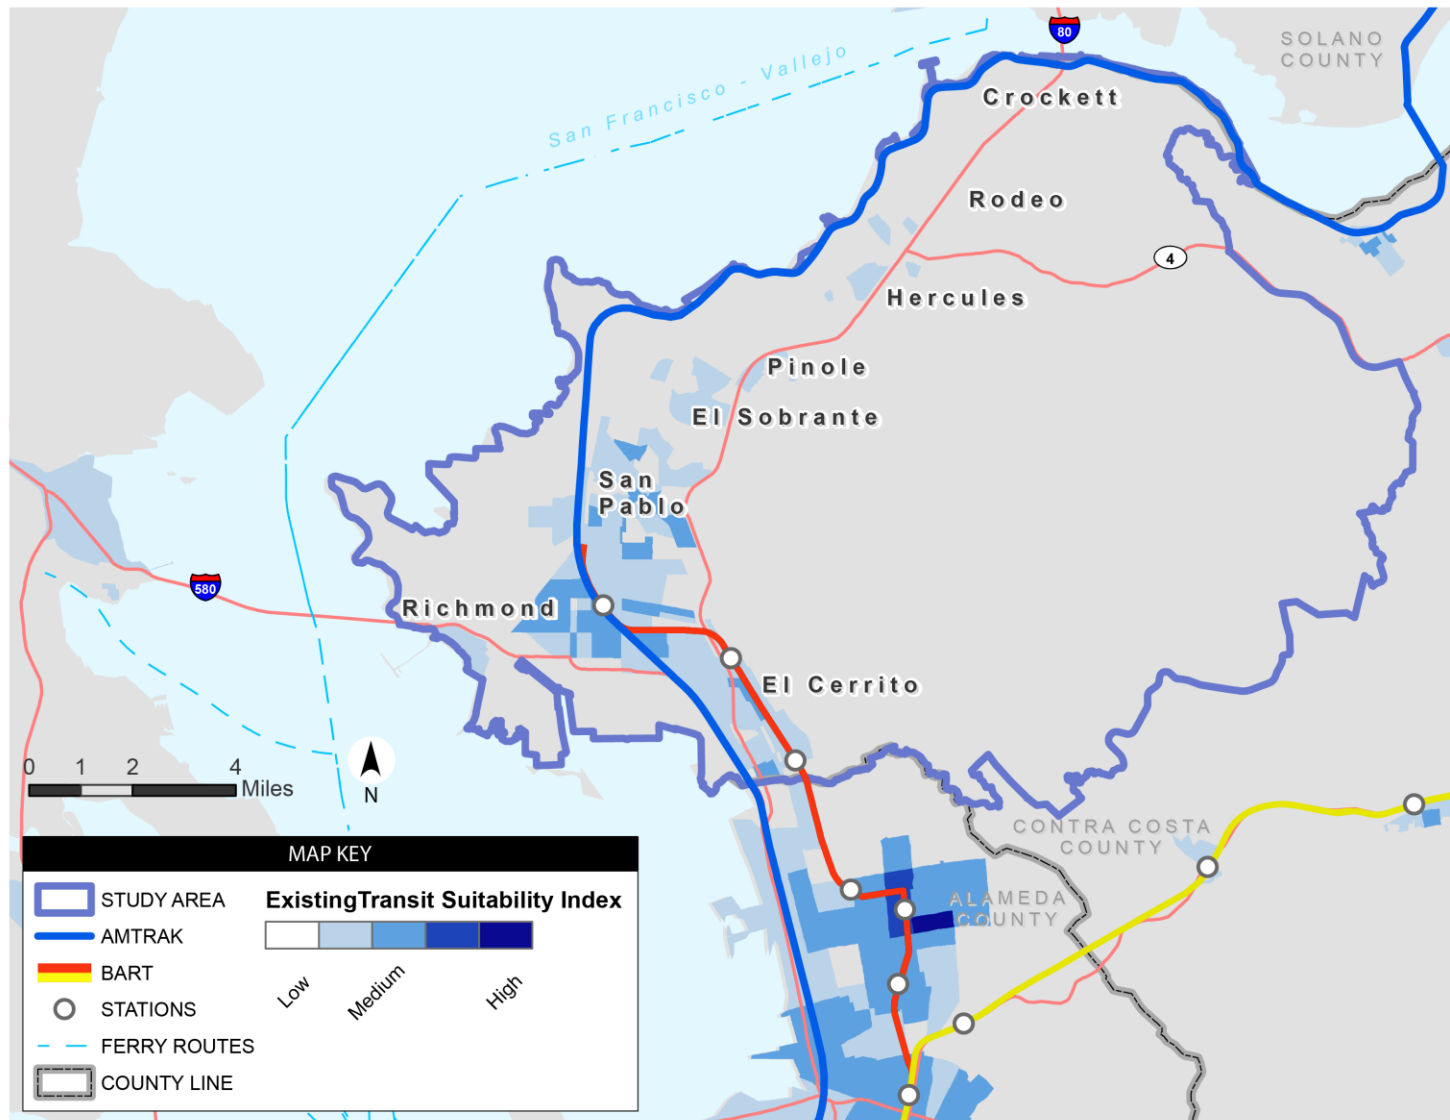 80
SOLANO
COUNTY
San Francisco - Vallejo
Crockett
Rodeo
4
Hercules
Pinole
El Sobrante
San
Pablo
580
Richmond
El Cerrito
0 1 2 4
Miles
N
CONTRA COSTA
COUNTY
ALAMEDA
COUNTY
MAP KEY
STUDY AREA
AMTRAK
BART
STATIONS
FERRY ROUTES
COUNTY LINE
ExistingTransit Suitability Index
Low
Medium
High